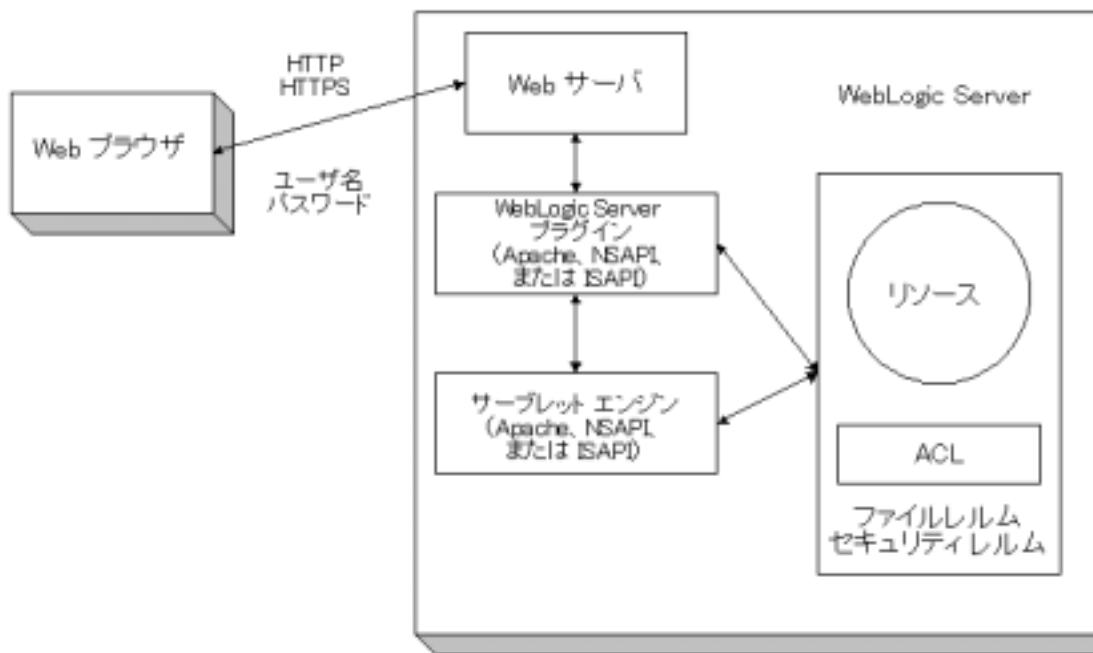 HTTP
HTTPS
Web ブラウザ
ユーザ名
パスワード
Web サーバ
WebLogic Server
WebLogic Server
プラグイン
(Apache、NSAPI、
または ISAPI)
サーブレット エンジン
(Apache、NSAPI、
または ISAPI)
リソース
ACL
ファイルレルム
セキュリティレルム